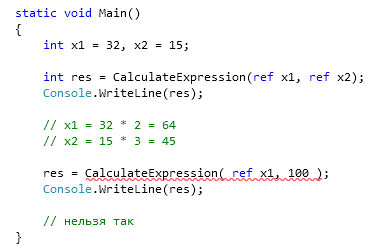 static void Main()
{
int x1 = 32, x2 = 15;
int res = CalculateExpression(ref x1, ref x2);
Console.WriteLine(res);
// x1 = 32 * 2 = 64
// x2 = 15 * 3 = 45
res = CalculateExpression( ref x1, 100 );
Console.WriteLine(res);
// нельзя так
}